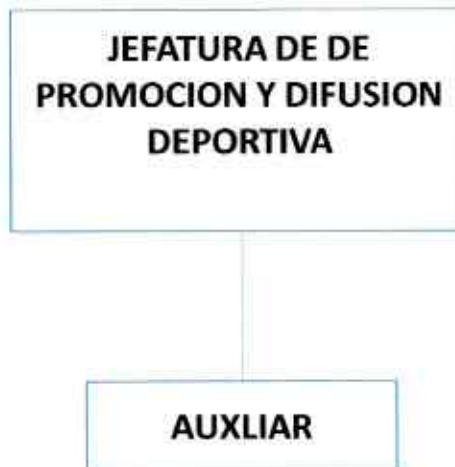 JEFATURA DE DE
PROMOCION Y DIFUSION
DEPORTIVA
AUXLIAR